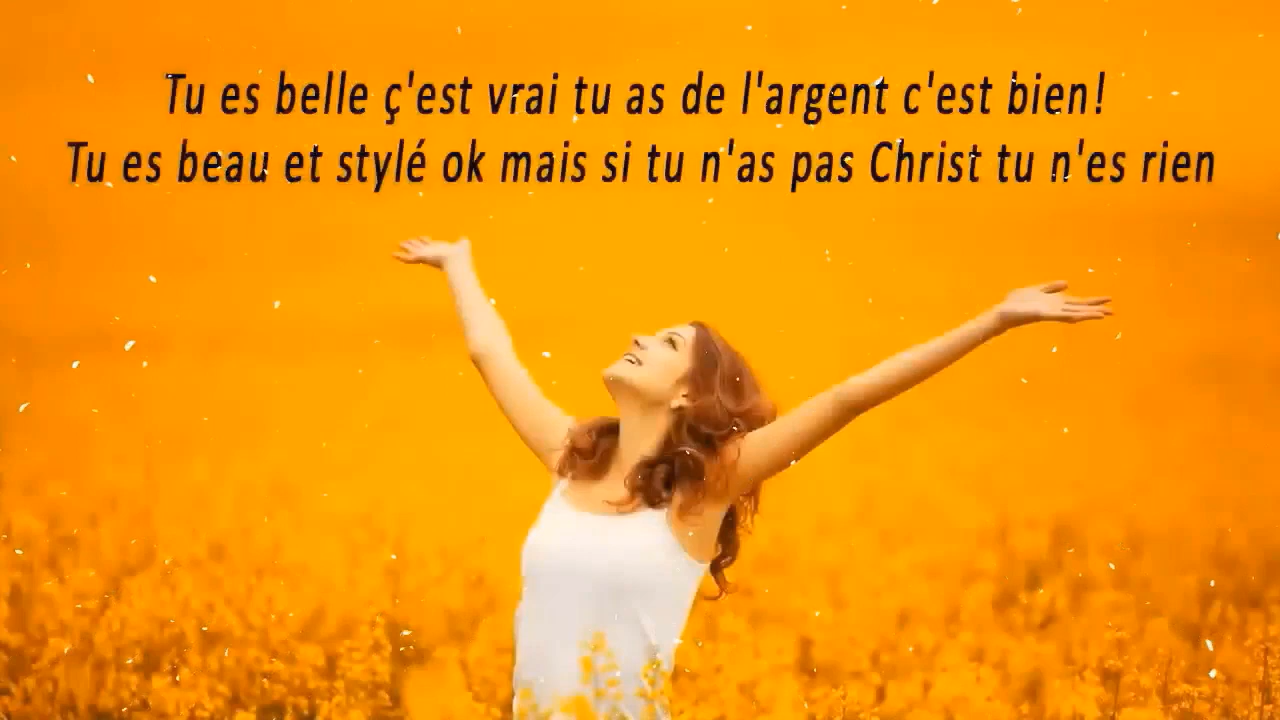 Tu es belle ç'est vrai tu as de l'argent c'est bien!
Tu es beau et stylé ok mais si tu n'as pas Christ tu n'es rien